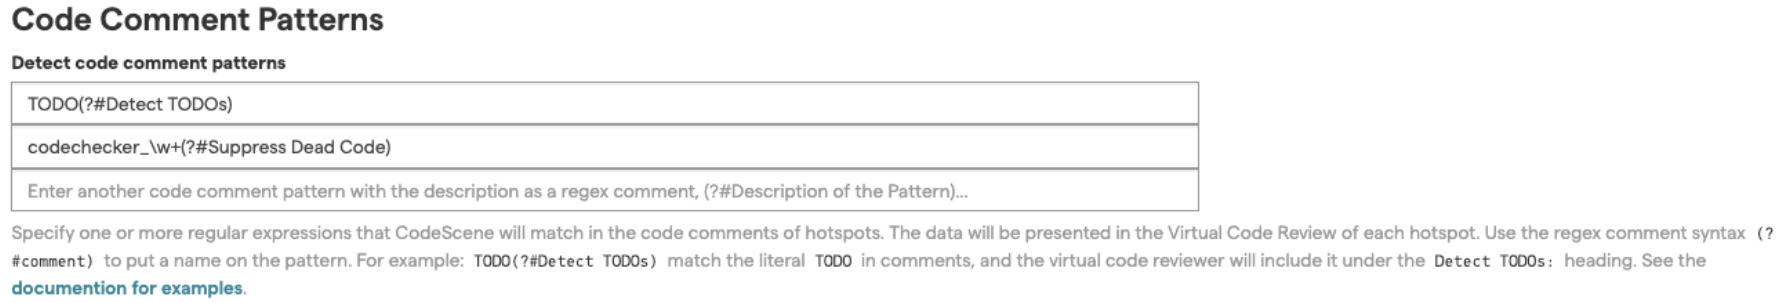 Code Comment Patterns
Detect code comment patterns
TODO(?#Detect TODOs)
codechecker_\w+(?#Suppress Dead Code)
Enter another code comment pattern with the description as a regex comment, (?#Description of the Pattern)...
Specify one or more regular expressions that CodeScene will match in the code comments of hotspots. The data will be presented in the Virtual Code Review of each hotspot. Use the regex comment syntax (?
#comment) to put a name on the pattern. For example: TODO(?#Detect TODOs) match the literal TODO in comments, and the virtual code reviewer will include it under the Detect TODOs: heading. See the
documention for examples.